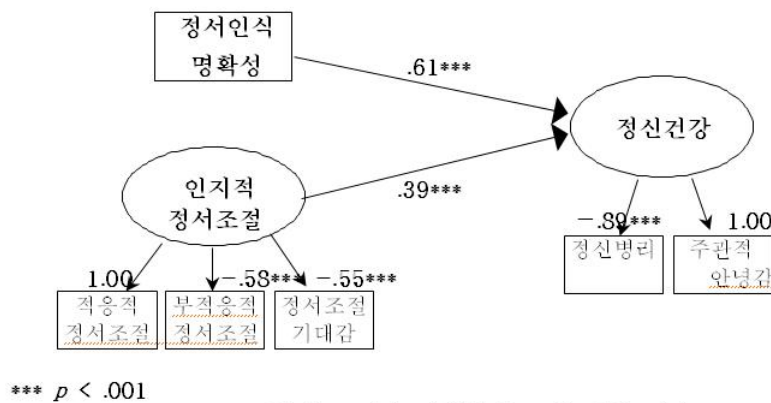 정서인식
명확성
.61***
정신건강
인지적
정서조절
.39***
-.89***
1.00
정신병리
주관적
안녕감
1.00
-.58***
-.55***
적응적
정서조절
부적응적
정서조절
정서조절
기대감
*** p < .001